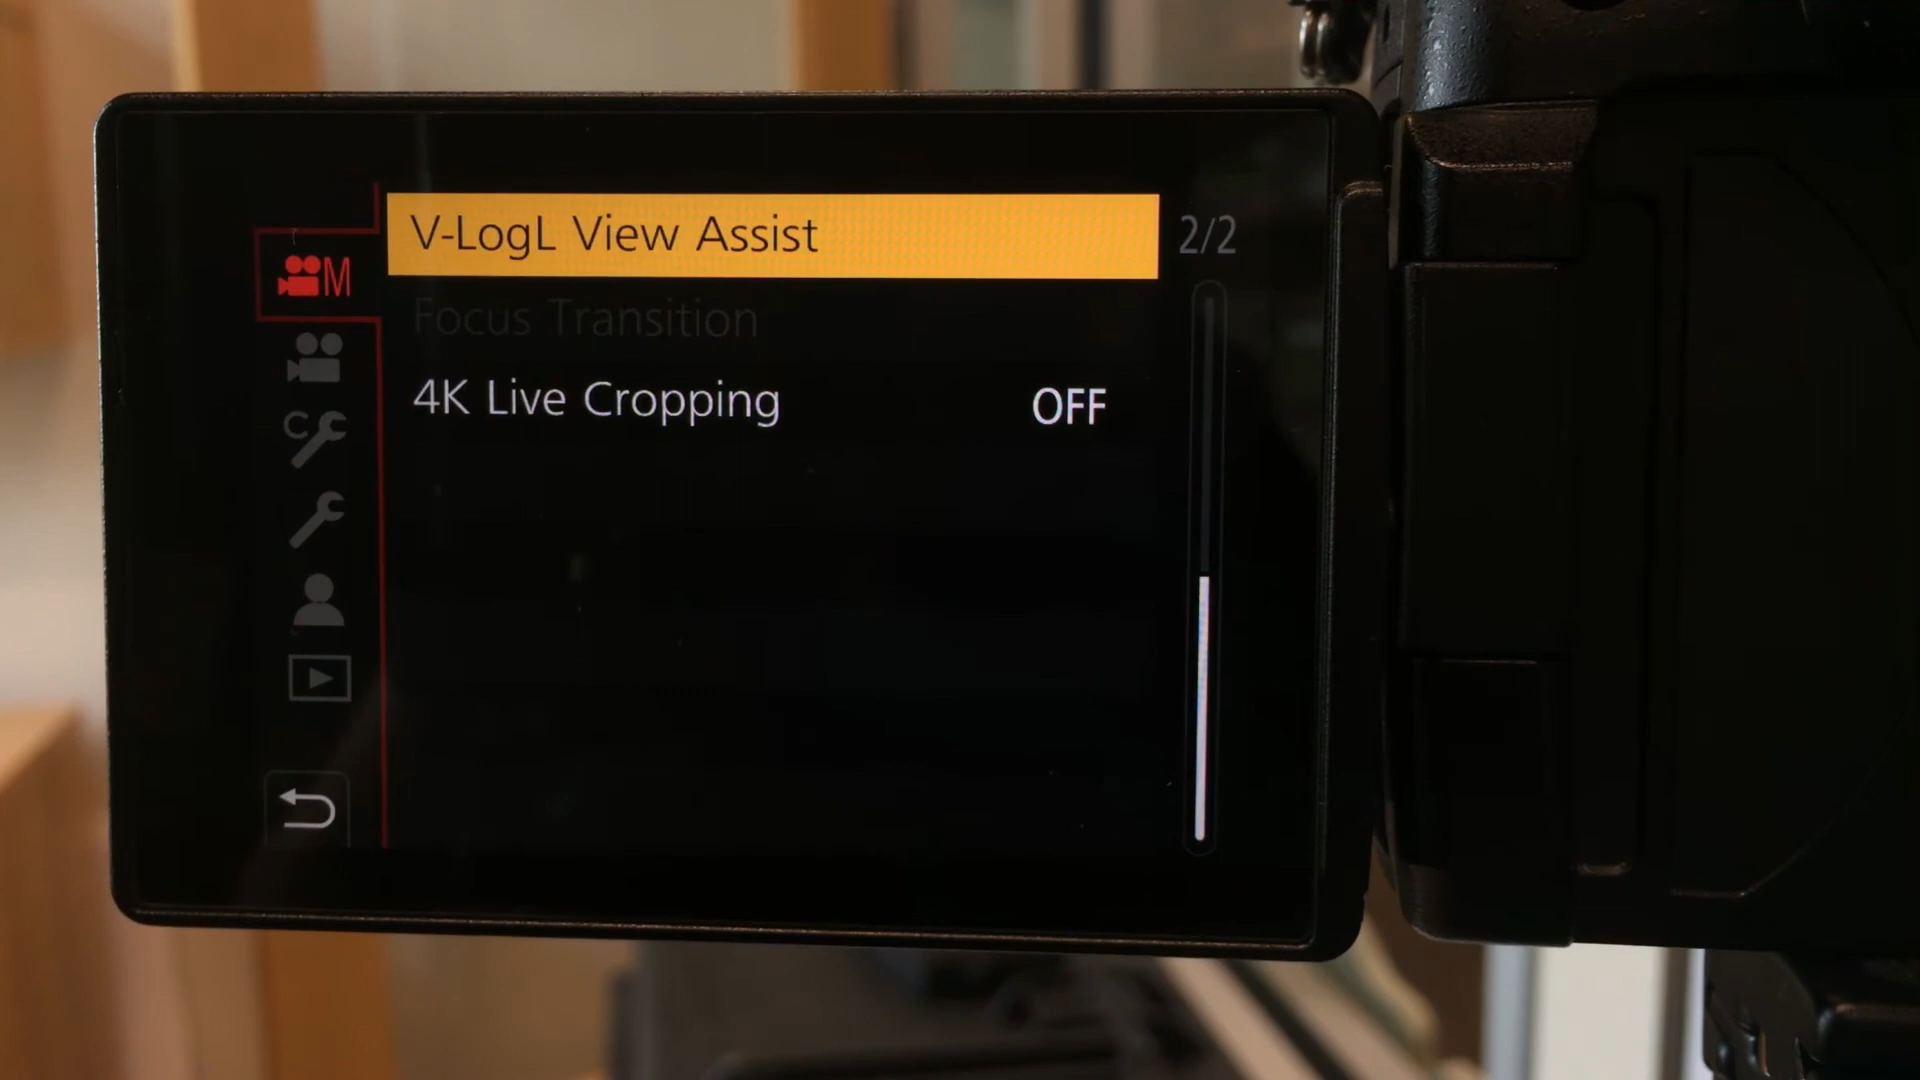 V-LogL View Assist
2/2
M
Focus Transition
4K Live Cropping OFF
C